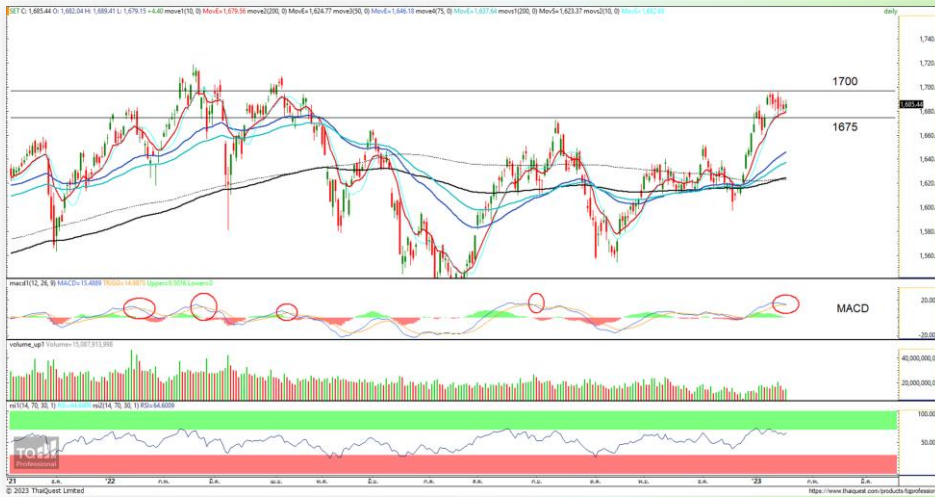 SET C: 1,685.44 O: 1,682.04 H: 1,689.41 L: 1,679.15 +4.40 move1(10, 0) MovE=1,679.56 move2(200, 0) MovE=1,624.77 move3(50, 0) MovE=1,646.18 move4(75, 0) MovE=1,637.64 movs1(200, 0) MovS=1,623.37 movs2(10, 0)
daily
1,740.
1,720.
1700
1,700.
1,685.44
1,680.
1675
1,660.
1,640.
1,620.
1,600.
1,580.
1,560.
macd1(12, 26, 9) MACD=15.4889
20.00
MACD
-20.00
volume_up1 Volume=15,087,913,998
40,000,000,
20,000,000,
rsi1(14, 70, 30, 1) rsi2(14, 70, 30, 1) RSI=64.6009
100.00
50.00
Professional
'21 '22 '23
© 2023 ThaiQuest Limited
https://www.thaiquest.com/products/tqprofession